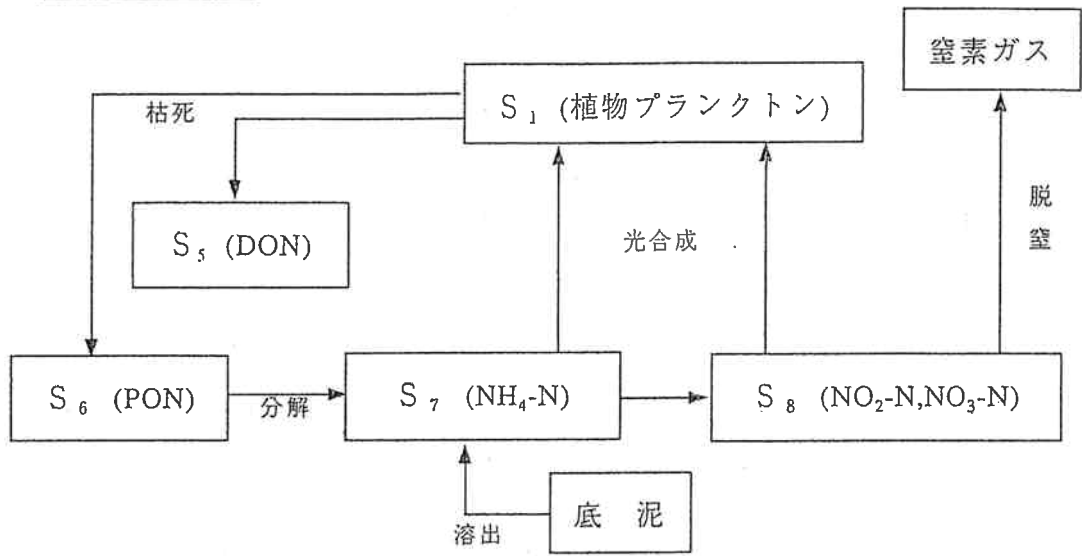 窒素ガス
S₁ (植物プランクトン)
枯死
脱窒
S₅ (DON)
光合成
S₆ (PON)
分解
S₇ (NH₄-N)
S₈ (NO₂-N,NO₃-N)
底 泥
溶出